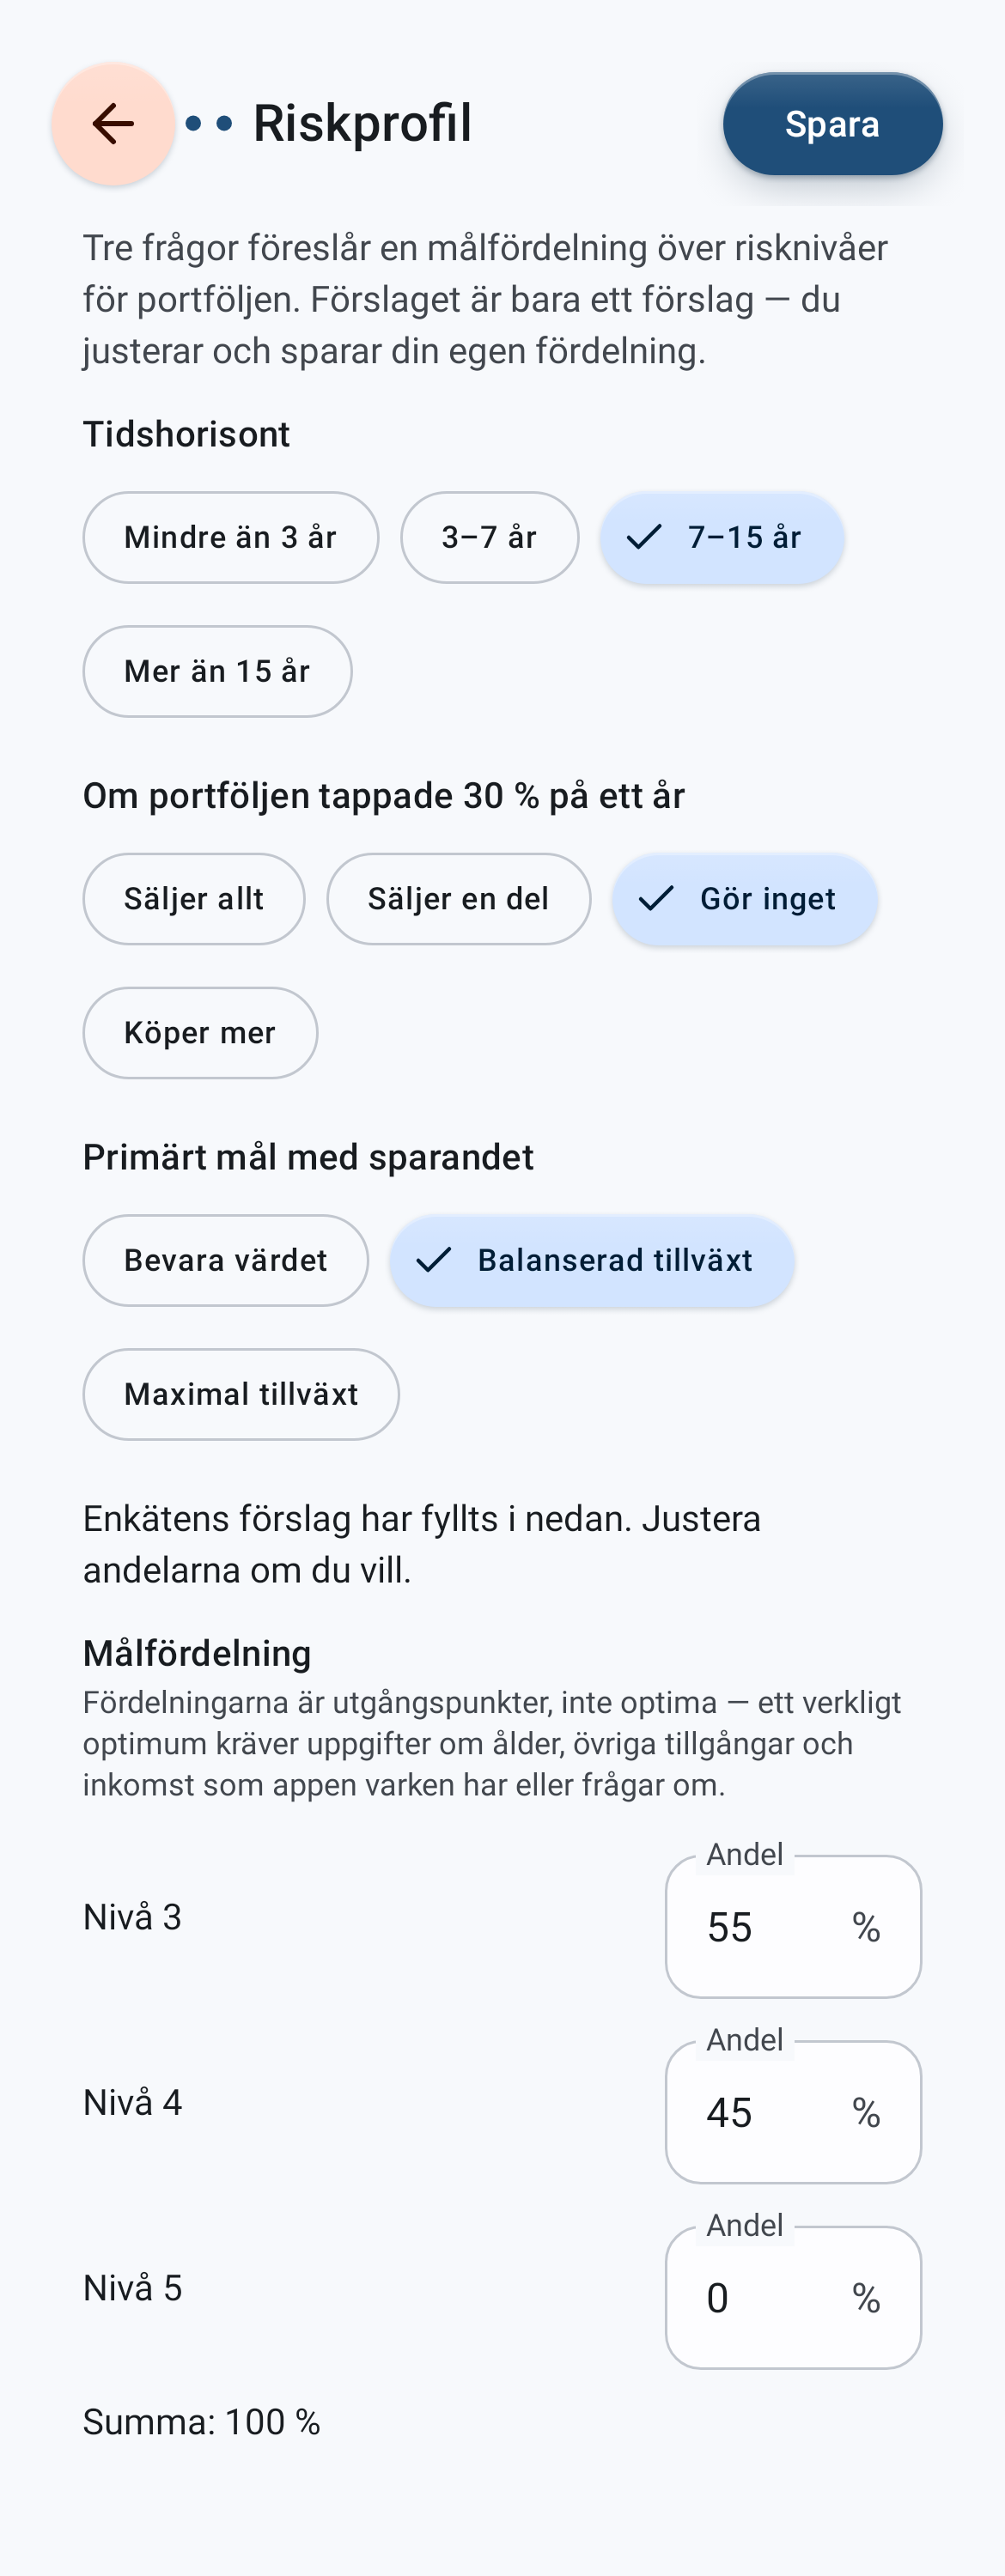 Riskprofil
Spara
Tre frågor föreslår en målfördelning över risknivåer
för portföljen. Förslaget är bara ett förslag — du
justerar och sparar din egen fördelning.
Tidshorisont
Mindre än 3 år
3–7 år
7–15 år
Mer än 15 år
Om portföljen tappade 30 % på ett år
Säljer allt
Säljer en del
Gör inget
Köper mer
Primärt mål med sparandet
Bevara värdet
Balanserad tillväxt
Maximal tillväxt
Enkätens förslag har fyllts i nedan. Justera
andelarna om du vill.
Målfördelning
Fördelningarna är utgångspunkter, inte optima — ett verkligt
optimum kräver uppgifter om ålder, övriga tillgångar och
inkomst som appen varken har eller frågar om.
Andel
Nivå 3
55 %
Andel
Nivå 4
45 %
Andel
Nivå 5
0 %
Summa: 100 %